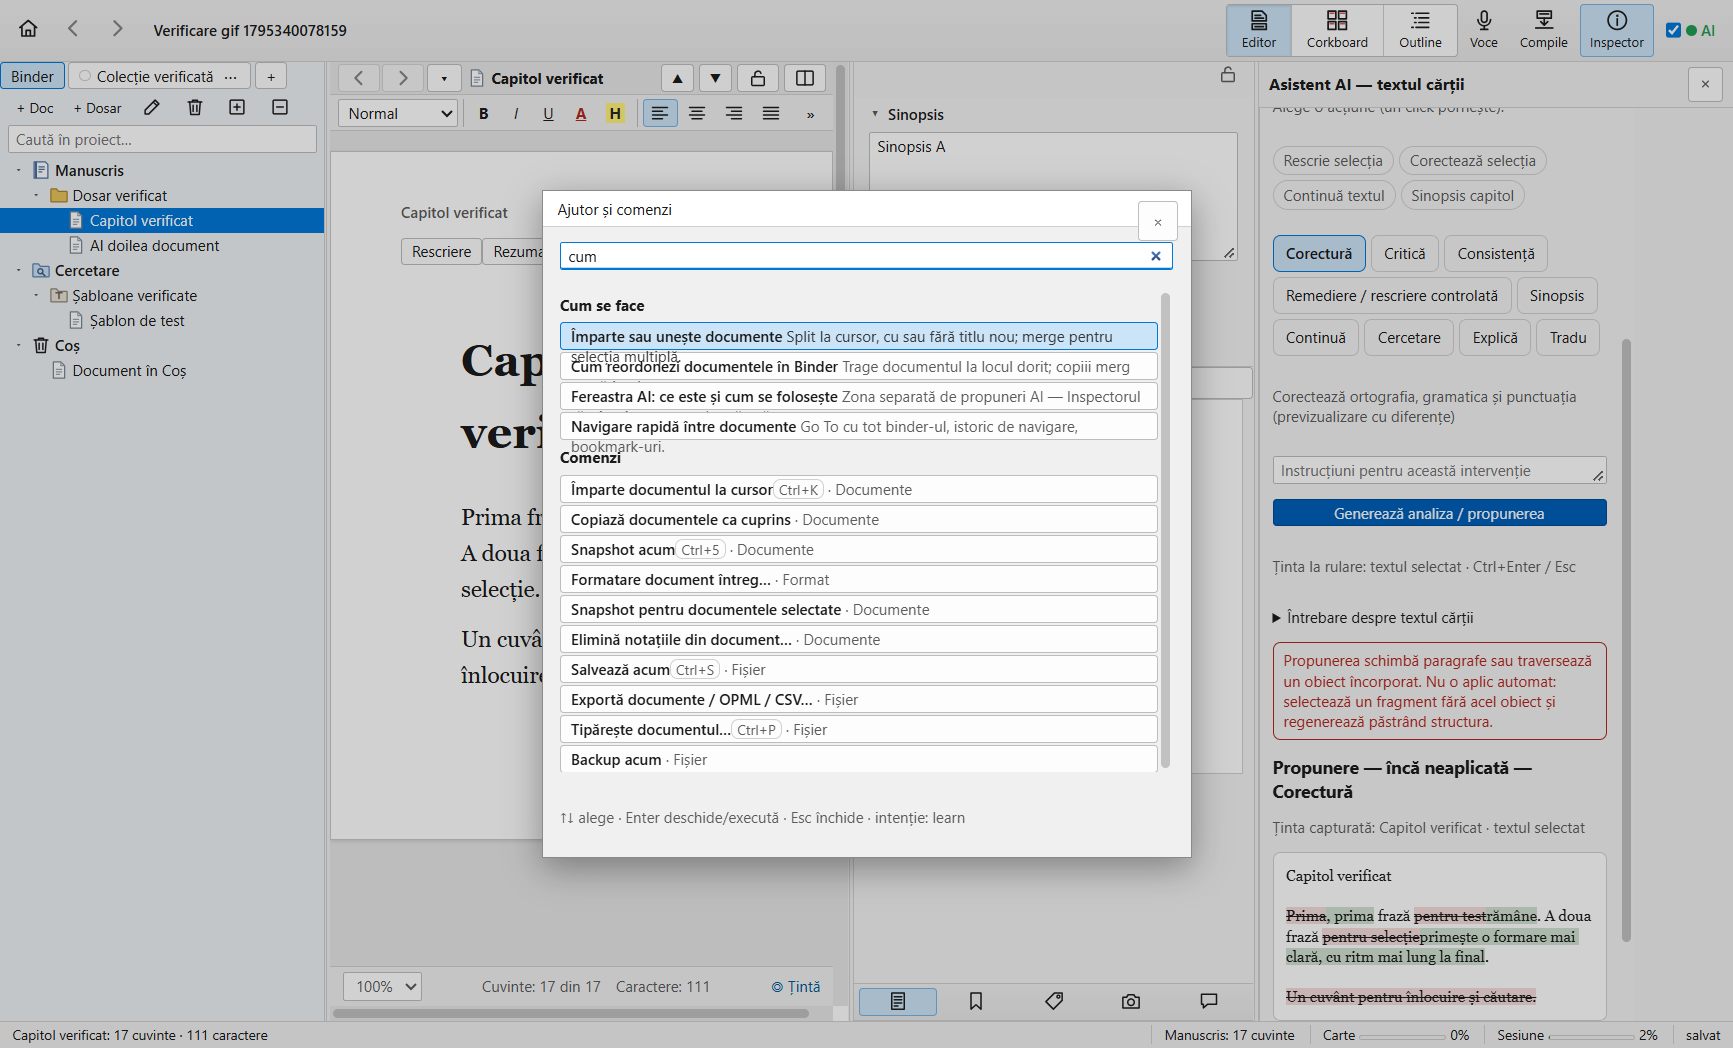 Verificare gif 1795340078159
Editor
Corkboard
Outline
Voce
Compile
Inspector
AI
Binder
Colecție verificată ...
+
+ Doc
+ Dosar
Caută în proiect...
Manuscris
Dosar verificat
Capitol verificat
Al doilea document
Cercetare
Șabloane verificate
Șablon de test
Coș
Document în Coș
Capitol verificat
Normal
B I U A H
»
Capitol verificat
Rescriere
Rezuma
Cap
veri
Prima fr
A doua f
selecție.
Un cuvâ
înlocuire
100%
Cuvinte: 17 din 17
Caractere: 111
Țintă
Sinopsis
Sinopsis A
Ajutor și comenzi
×
cum
Cum se face
Împarte sau unește documente Split la cursor, cu sau fără titlu nou; merge pentru
selecția multiplă.
Cum reordonezi documentele în Binder Trage documentul la locul dorit; copiii merg
Fereastra AI: ce este și cum se folosește Zona separată de propuneri AI — Inspectorul
Navigare rapidă între documente Go To cu tot binder-ul, istoric de navigare,
bookmark-uri.
Comenzi
Împarte documentul la cursor Ctrl+K · Documente
Copiază documentele ca cuprins · Documente
Snapshot acum Ctrl+5 · Documente
Formatare document întreg... · Format
Snapshot pentru documentele selectate · Documente
Elimină notațiile din document... · Documente
Salvează acum Ctrl+S · Fișier
Exportă documente / OPML / CSV... · Fișier
Tipărește documentul... Ctrl+P · Fișier
Backup acum · Fișier
↑↓ alege · Enter deschide/execută · Esc închide · intenție: learn
Asistent AI — textul cărții
×
Alege o acțiune (un click pornește).
Rescrie selecția
Corectează selecția
Continuă textul
Sinopsis capitol
Corectură
Critică
Consistență
Remediere / rescriere controlată
Sinopsis
Continuă
Cercetare
Explică
Tradu
Corectează ortografia, gramatica și punctuația
(previzualizare cu diferențe)
Instrucțiuni pentru această intervenție
Generează analiza / propunerea
Ținta la rulare: textul selectat · Ctrl+Enter / Esc
Întrebare despre textul cărții
Propunerea schimbă paragrafe sau traversează
un obiect încorporat. Nu o aplic automat:
selectează un fragment fără acel obiect și
regenerează păstrând structura.
Propunere — încă neaplicată —
Corectură
Ținta capturată: Capitol verificat · textul selectat
Capitol verificat
Prima, prima frază pentru testrămâne. A doua
frază pentru selecțieprimește o formare mai
clară, cu ritm mai lung la final.
Un cuvânt pentru înlocuire și căutare.
Capitol verificat: 17 cuvinte · 111 caractere
Manuscris: 17 cuvinte
Carte
0%
Sesiune
2%
salvat